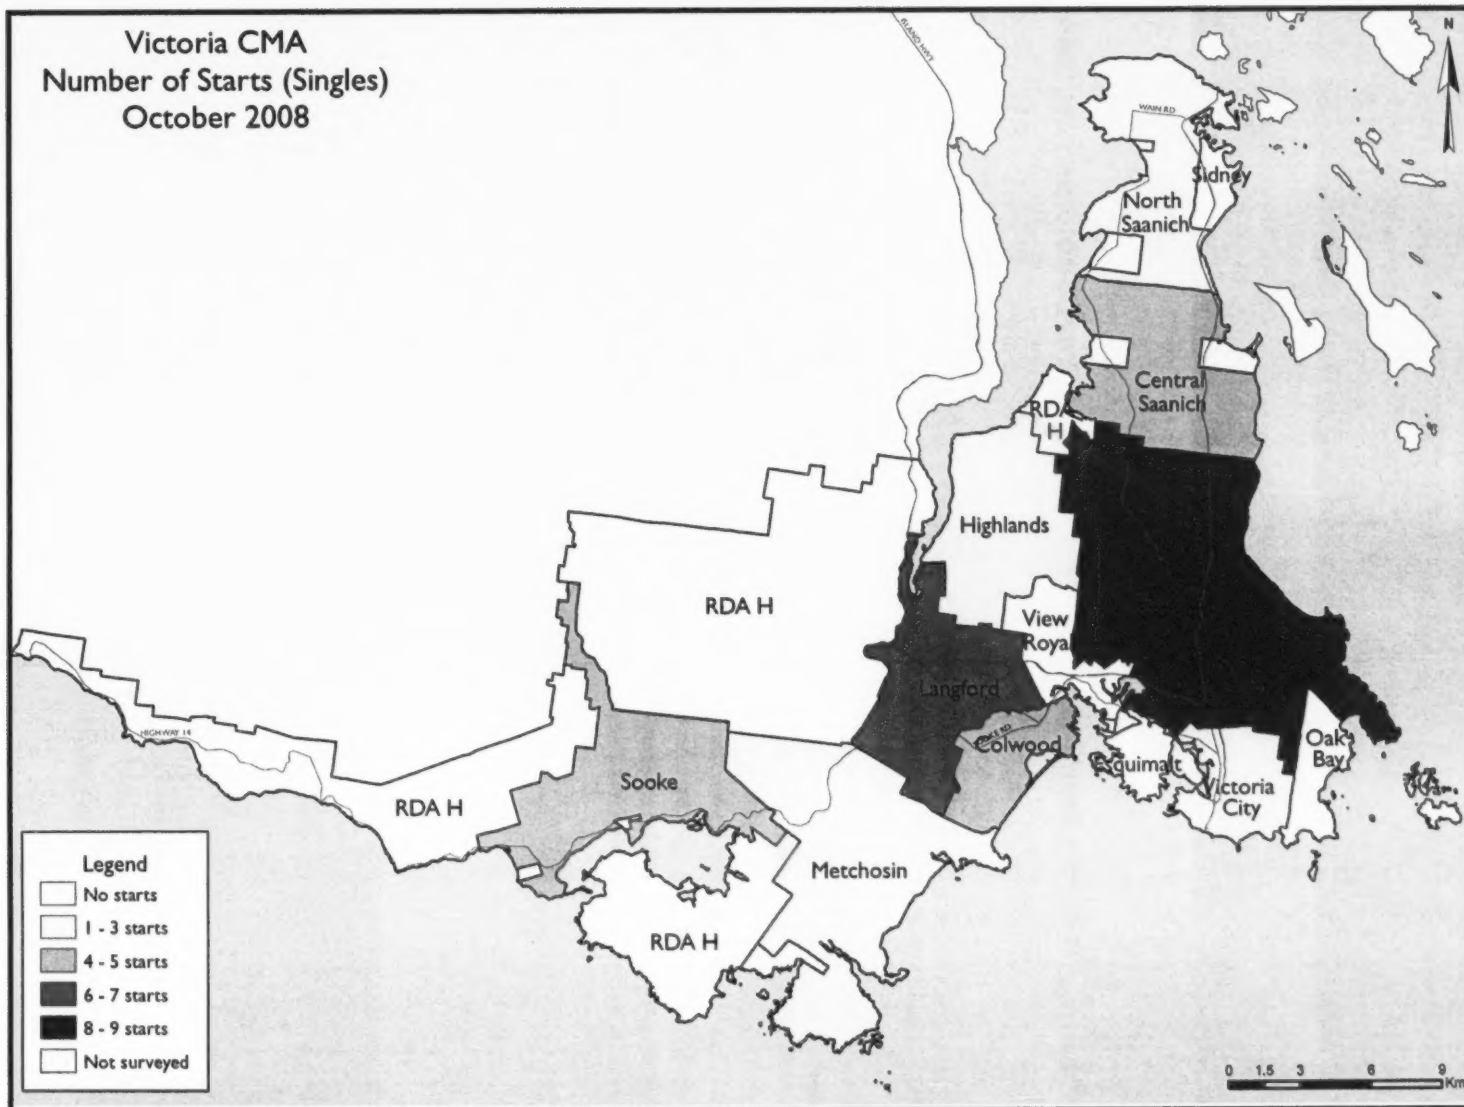 Victoria CMA
Number of Starts (Singles)
October 2008
ISLAND HWY
N
WAIN RD
Sidney
North
Saanich
Central
Saanich
RDA
H
Highlands
RDA H
View
Royal
Langford
Colwood
HIGHWAY 14
Sooke
RDA H
Esquimalt
Victoria
City
Oak
Bay
Metchosin
RDA H
Legend
No starts
1 - 3 starts
4 - 5 starts
6 - 7 starts
8 - 9 starts
Not surveyed
0 1.5 3 6 9
Km